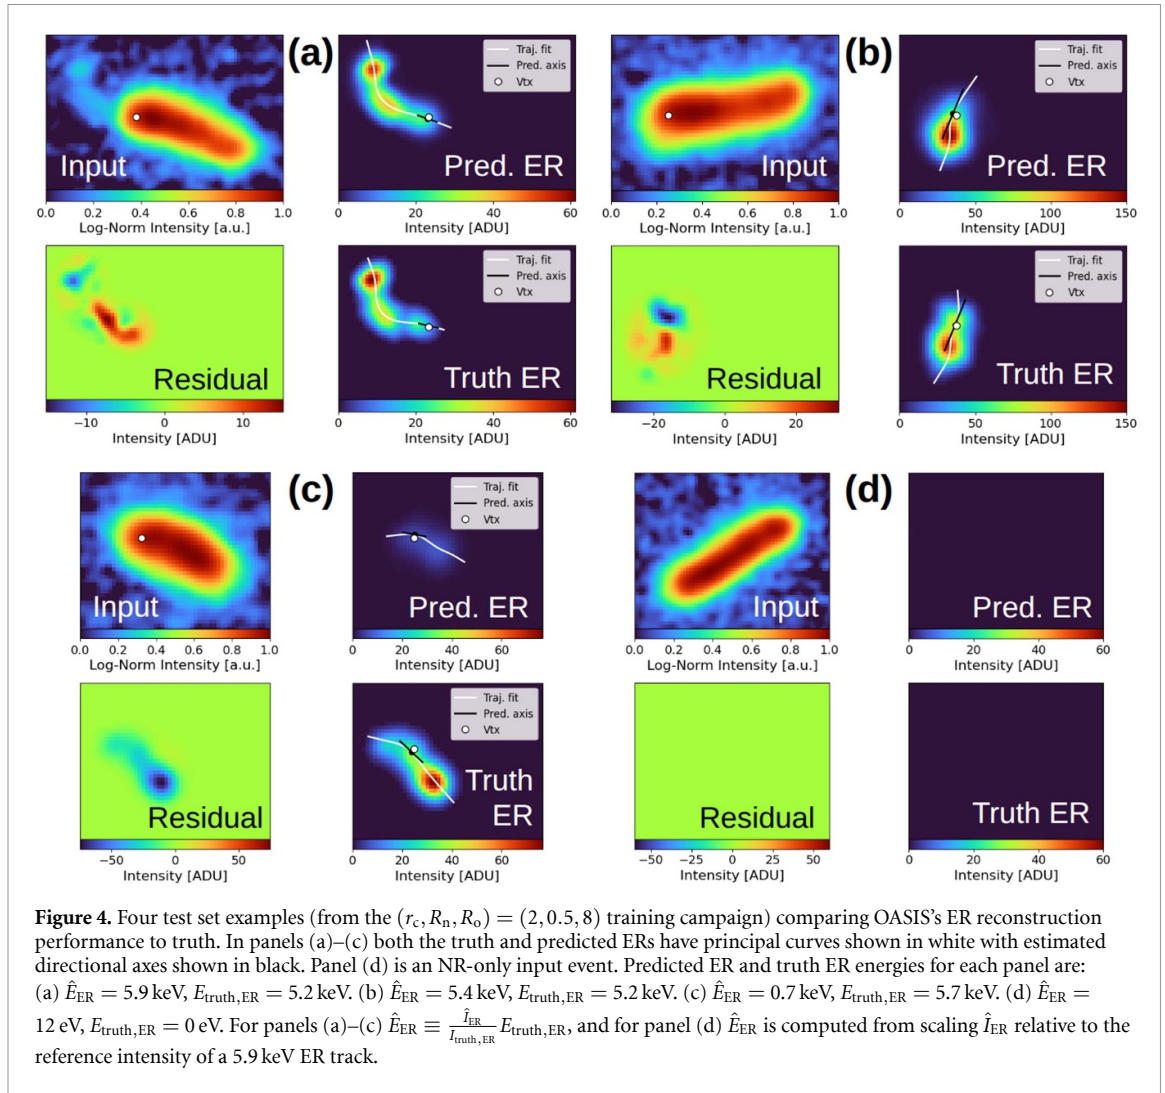 (a)
Input
0.0 0.2 0.4 0.6 0.8 1.0
Log-Norm Intensity [a.u.]
Traj. fit
Pred. axis
Vtx
Pred. ER
0 20 40 60
Intensity [ADU]
Residual
−10 0 10
Intensity [ADU]
Traj. fit
Pred. axis
Vtx
Truth ER
0 20 40 60
Intensity [ADU]
(b)
Input
0.0 0.2 0.4 0.6 0.8 1.0
Log-Norm Intensity [a.u.]
Traj. fit
Pred. axis
Vtx
Pred. ER
0 50 100 150
Intensity [ADU]
Residual
−20 0 20
Intensity [ADU]
Traj. fit
Pred. axis
Vtx
Truth ER
0 50 100 150
Intensity [ADU]
(c)
Input
0.0 0.2 0.4 0.6 0.8 1.0
Log-Norm Intensity [a.u.]
Traj. fit
Pred. axis
Vtx
Pred. ER
0 20 40 60
Intensity [ADU]
Residual
−50 0 50
Intensity [ADU]
Traj. fit
Pred. axis
Vtx
Truth
ER
0 20 40 60
Intensity [ADU]
(d)
Input
0.0 0.2 0.4 0.6 0.8 1.0
Log-Norm Intensity [a.u.]
Pred. ER
0 20 40 60
Intensity [ADU]
Residual
−50 −25 0 25 50
Intensity [ADU]
Truth ER
0 20 40 60
Intensity [ADU]
Figure 4. Four test set examples (from the (r_c, R_n, R_o) = (2, 0.5, 8) training campaign) comparing OASIS's ER reconstruction
performance to truth. In panels (a)–(c) both the truth and predicted ERs have principal curves shown in white with estimated
directional axes shown in black. Panel (d) is an NR-only input event. Predicted ER and truth ER energies for each panel are:
(a) Ê_ER = 5.9 keV, E_truth,ER = 5.2 keV. (b) Ê_ER = 5.4 keV, E_truth,ER = 5.2 keV. (c) Ê_ER = 0.7 keV, E_truth,ER = 5.7 keV. (d) Ê_ER =
12 eV, E_truth,ER = 0 eV. For panels (a)–(c) Ê_ER ≡ Î_ER/I_truth,ER E_truth,ER, and for panel (d) Ê_ER is computed from scaling Î_ER relative to the
reference intensity of a 5.9 keV ER track.